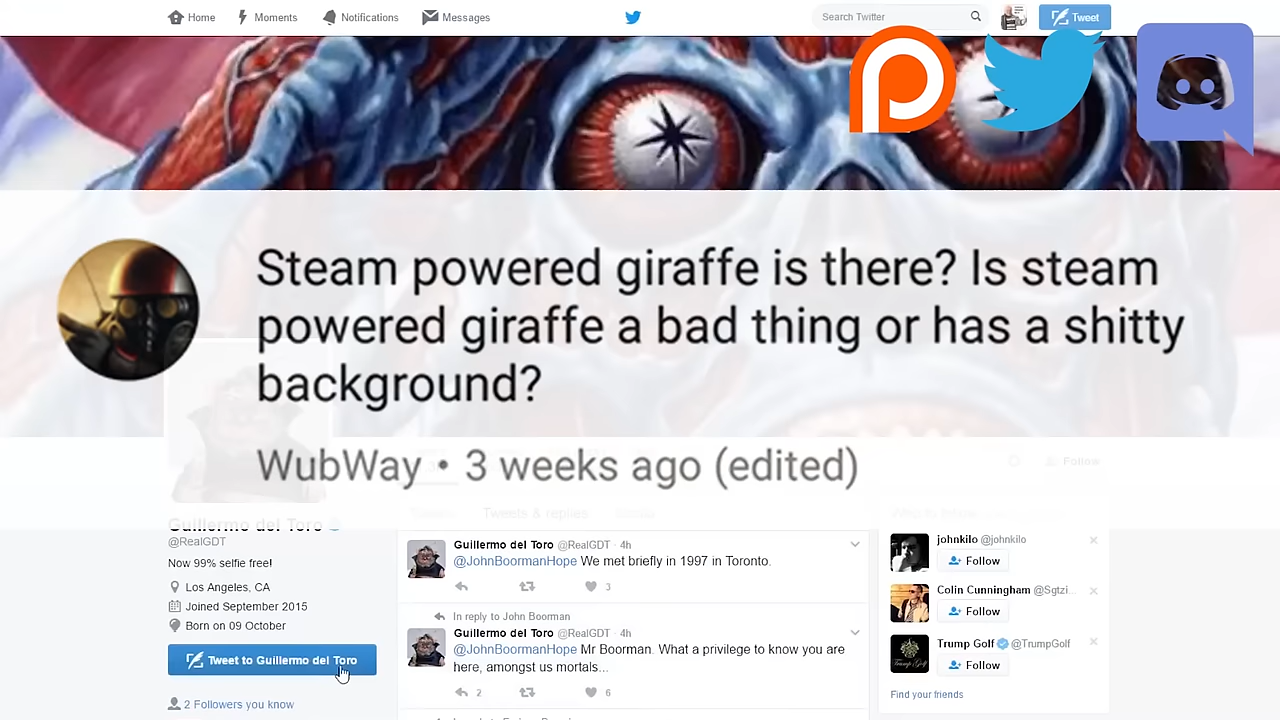 Home Moments Notifications Messages Search Twitter Tweet
Steam powered giraffe is there? Is steam
powered giraffe a bad thing or has a shitty
background?
WubWay • 3 weeks ago (edited)
Follow
Tweets & replies
Guillermo del Toro
@RealGDT
Now 99% selfie free!
Los Angeles, CA
Joined September 2015
Born on 09 October
Tweet to Guillermo del Toro
2 Followers you know
Guillermo del Toro @RealGDT · 4h
@JohnBoormanHope We met briefly in 1997 in Toronto.
3
In reply to John Boorman
Guillermo del Toro @RealGDT · 4h
@JohnBoormanHope Mr Boorman. What a privilege to know you are
here, amongst us mortals...
2 6
johnkilo @johnkilo
Follow
Colin Cunningham @Sgtzi...
Follow
Trump Golf @TrumpGolf
Follow
Find your friends